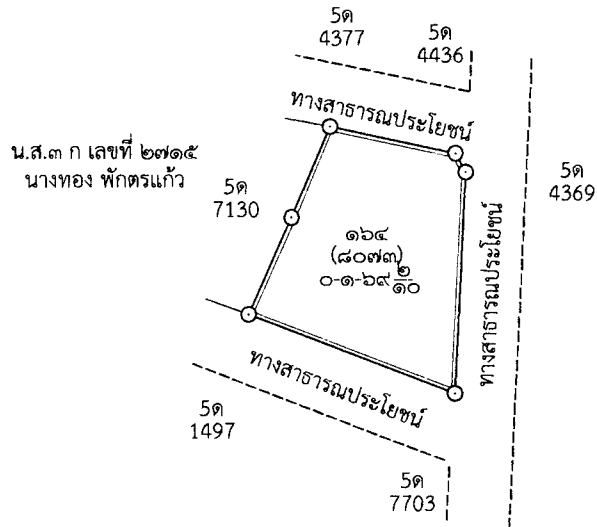 5ด
4377
5ด
4436
ทางสาธารณประโยชน์
น.ส.๓ ก เลขที่ ๒๗๑๕
นางทอง พักตรแก้ว
5ด
7130
5ด
4369
๑๖๔
(๘๐๗๓)
๐-๑-๖๙ ๒/๑๐
ทางสาธารณประโยชน์
ทางสาธารณประโยชน์
5ด
1497
5ด
7703